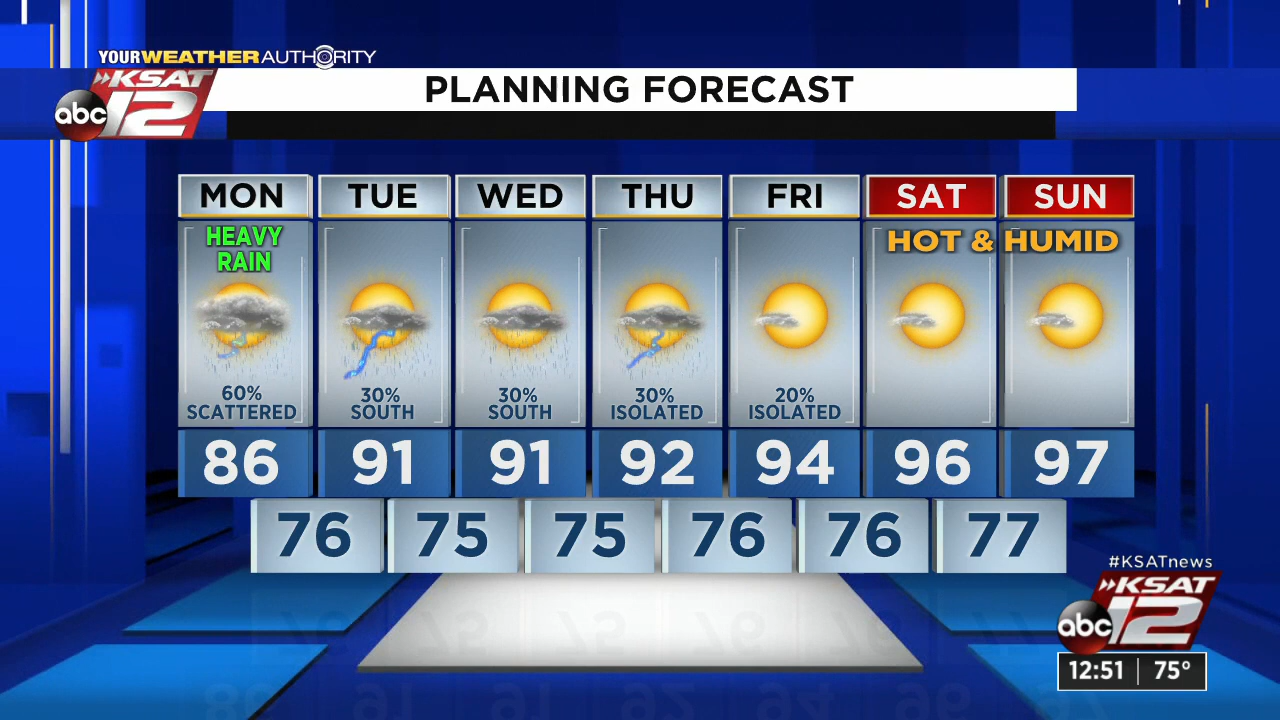 YOURWEATHERAUTHORITY
KSAT
abc 12
PLANNING FORECAST
MON TUE WED THU FRI SAT SUN
HEAVY
RAIN
HOT & HUMID
60%
SCATTERED
30%
SOUTH
30%
SOUTH
30%
ISOLATED
20%
ISOLATED
86 91 91 92 94 96 97
76 75 75 76 76 77
#KSATnews
KSAT
abc 12
12:51 75°